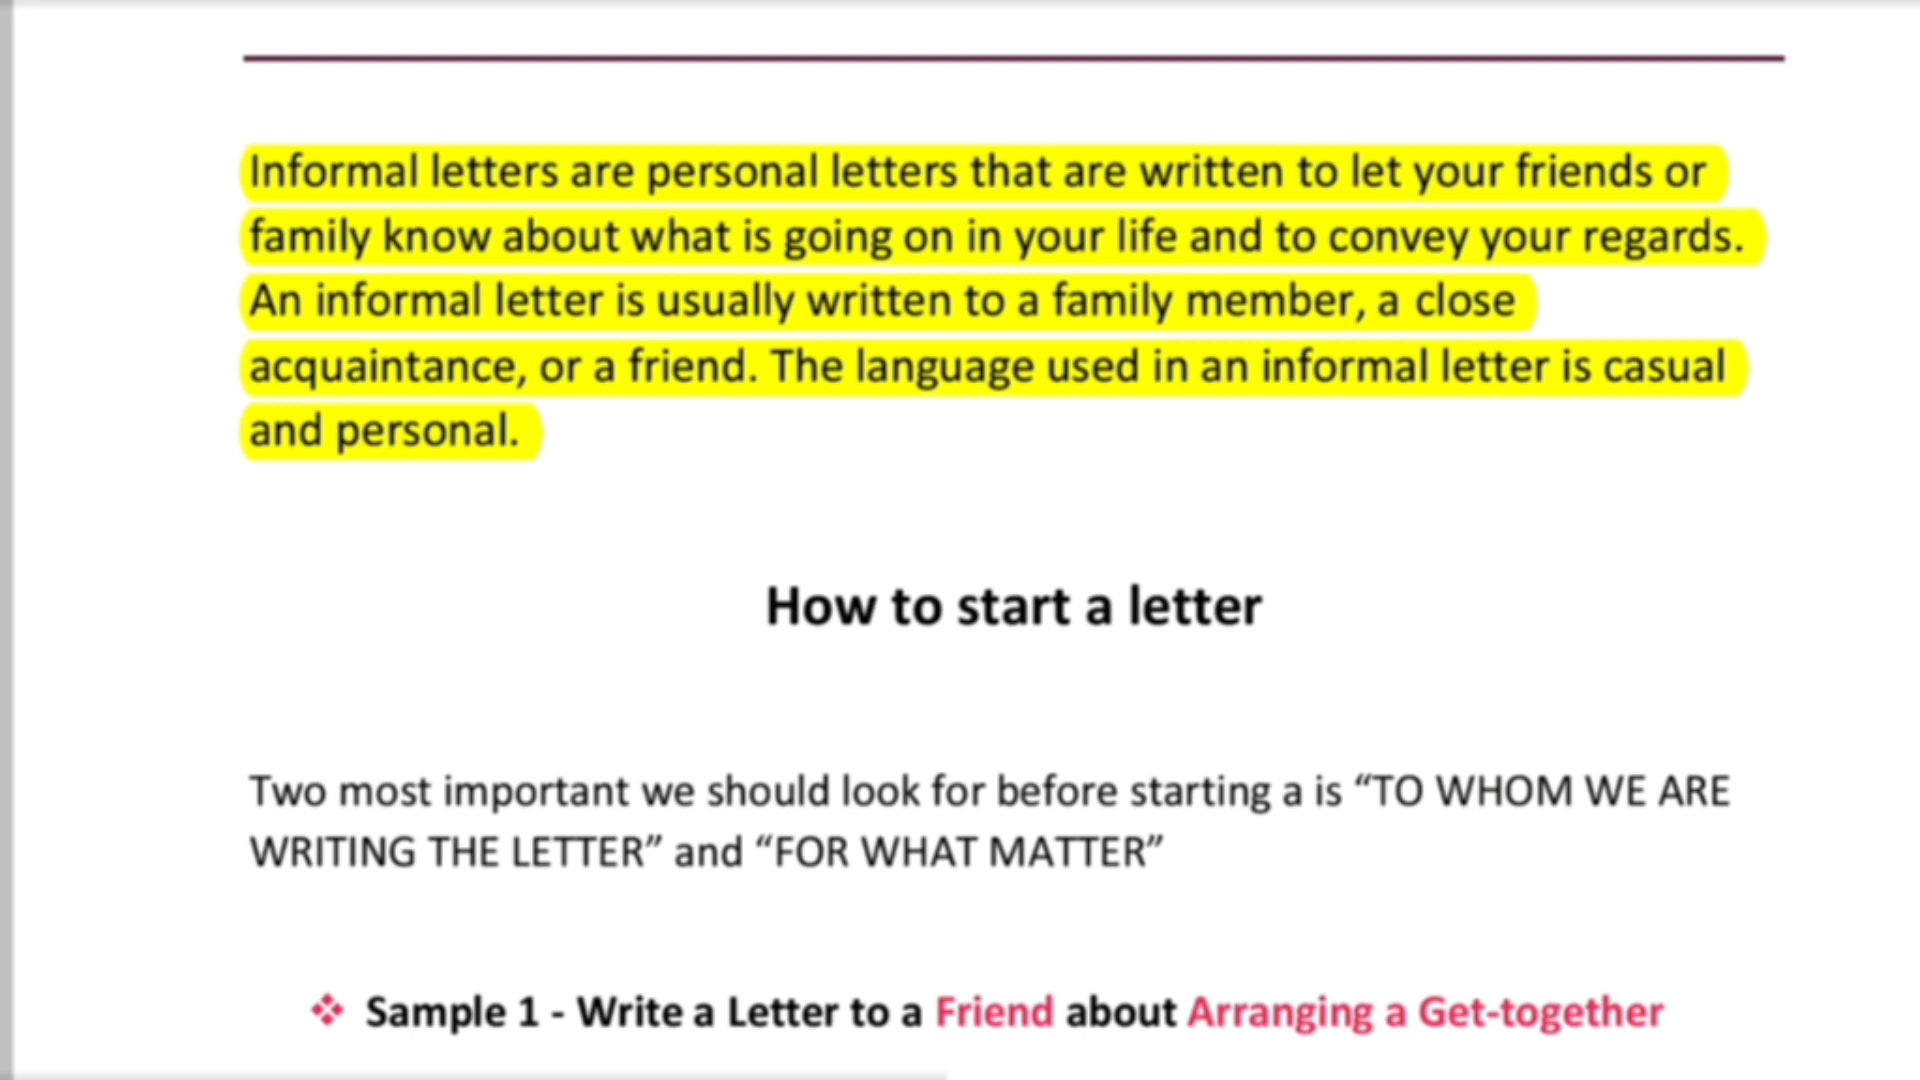 Informal letters are personal letters that are written to let your friends or
family know about what is going on in your life and to convey your regards.
An informal letter is usually written to a family member, a close
acquaintance, or a friend. The language used in an informal letter is casual
and personal.
How to start a letter
Two most important we should look for before starting a is “TO WHOM WE ARE
WRITING THE LETTER” and “FOR WHAT MATTER”
❖ Sample 1 - Write a Letter to a Friend about Arranging a Get-together